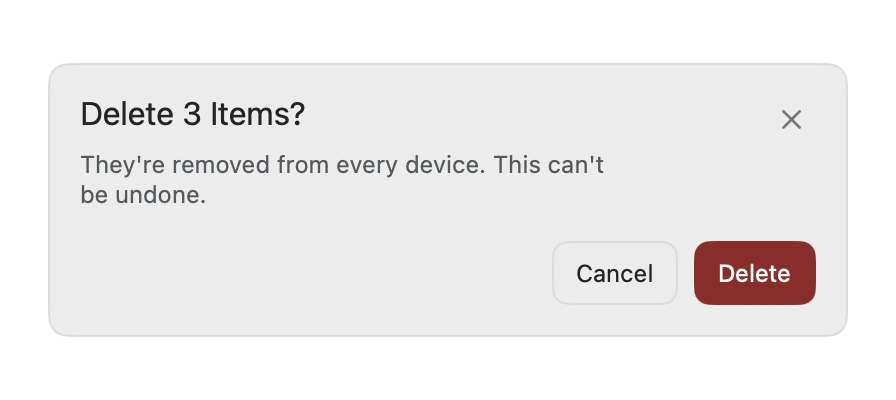 Delete 3 Items?
They're removed from every device. This can't
be undone.
Cancel
Delete